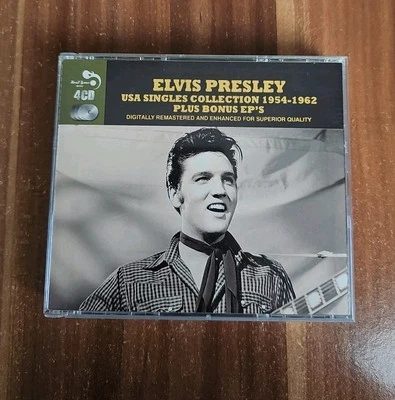 4CD
ELVIS PRESLEY
USA SINGLES COLLECTION 1954-1962
PLUS BONUS EP'S
DIGITALLY REMASTERED AND ENHANCED FOR SUPERIOR QUALITY